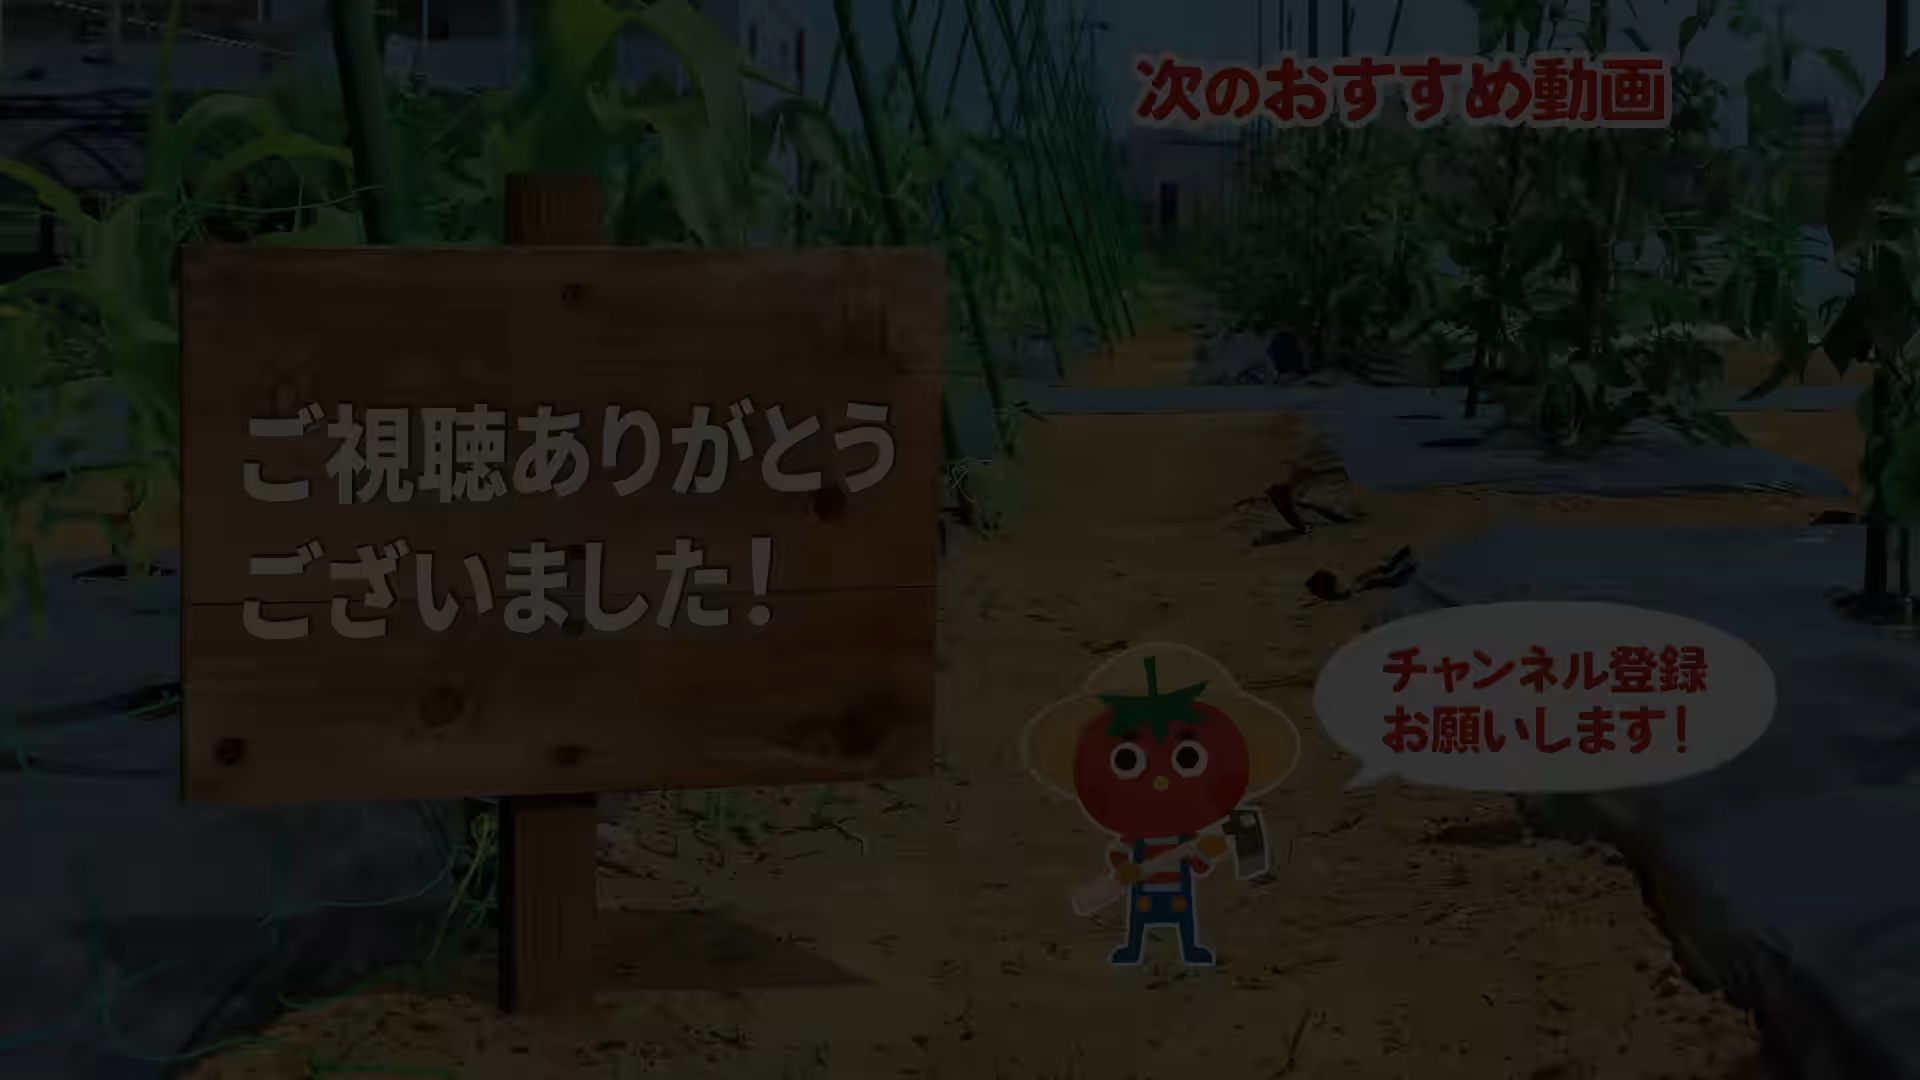 次のおすすめ動画
ご視聴ありがとう
ございました!
チャンネル登録
お願いします!